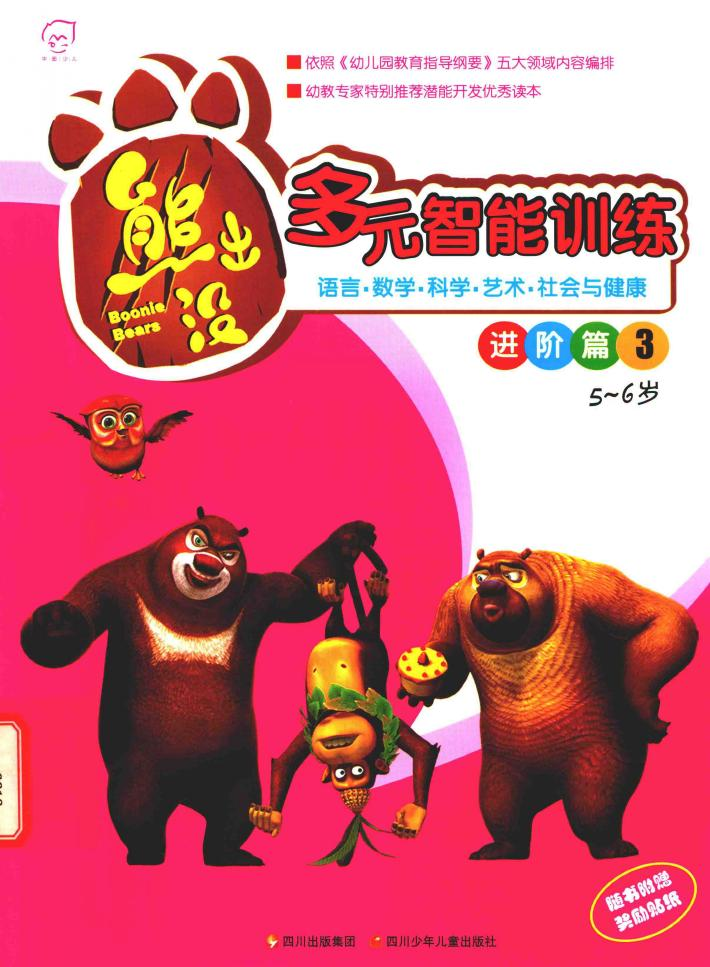 中国少儿
依照《幼儿园教育指导纲要》五大领域内容编排
幼教专家特别推荐潜能开发优秀读本
熊出没
Boonie
Bears
多元智能训练
语言·数学·科学·艺术·社会与健康
进阶篇3
5~6岁
随书附赠
奖励贴纸
四川出版集团 四川少年儿童出版社